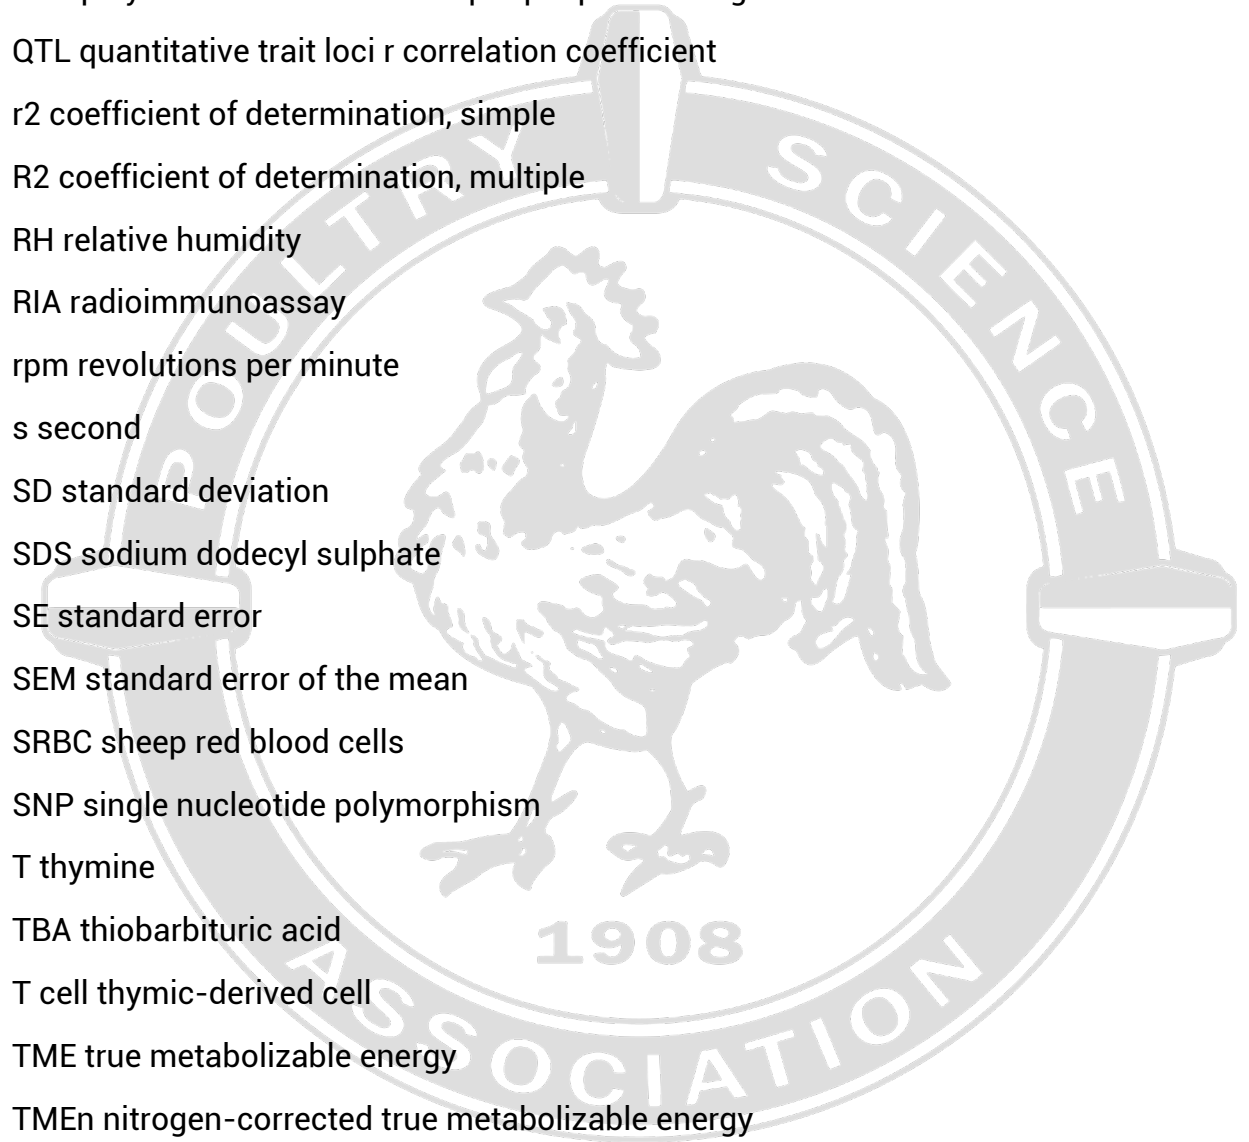 QTL quantitative trait loci r correlation coefficient
r2 coefficient of determination, simple
R2 coefficient of determination, multiple
RH relative humidity
RIA radioimmunoassay
rpm revolutions per minute
s second
SD standard deviation
SDS sodium dodecyl sulphate
SE standard error
SEM standard error of the mean
SRBC sheep red blood cells
SNP single nucleotide polymorphism
T thymine
TBA thiobarbituric acid
T cell thymic-derived cell
TME true metabolizable energy
TMEn nitrogen-corrected true metabolizable energy
POULTRY SCIENCE
ASSOCIATION
1908